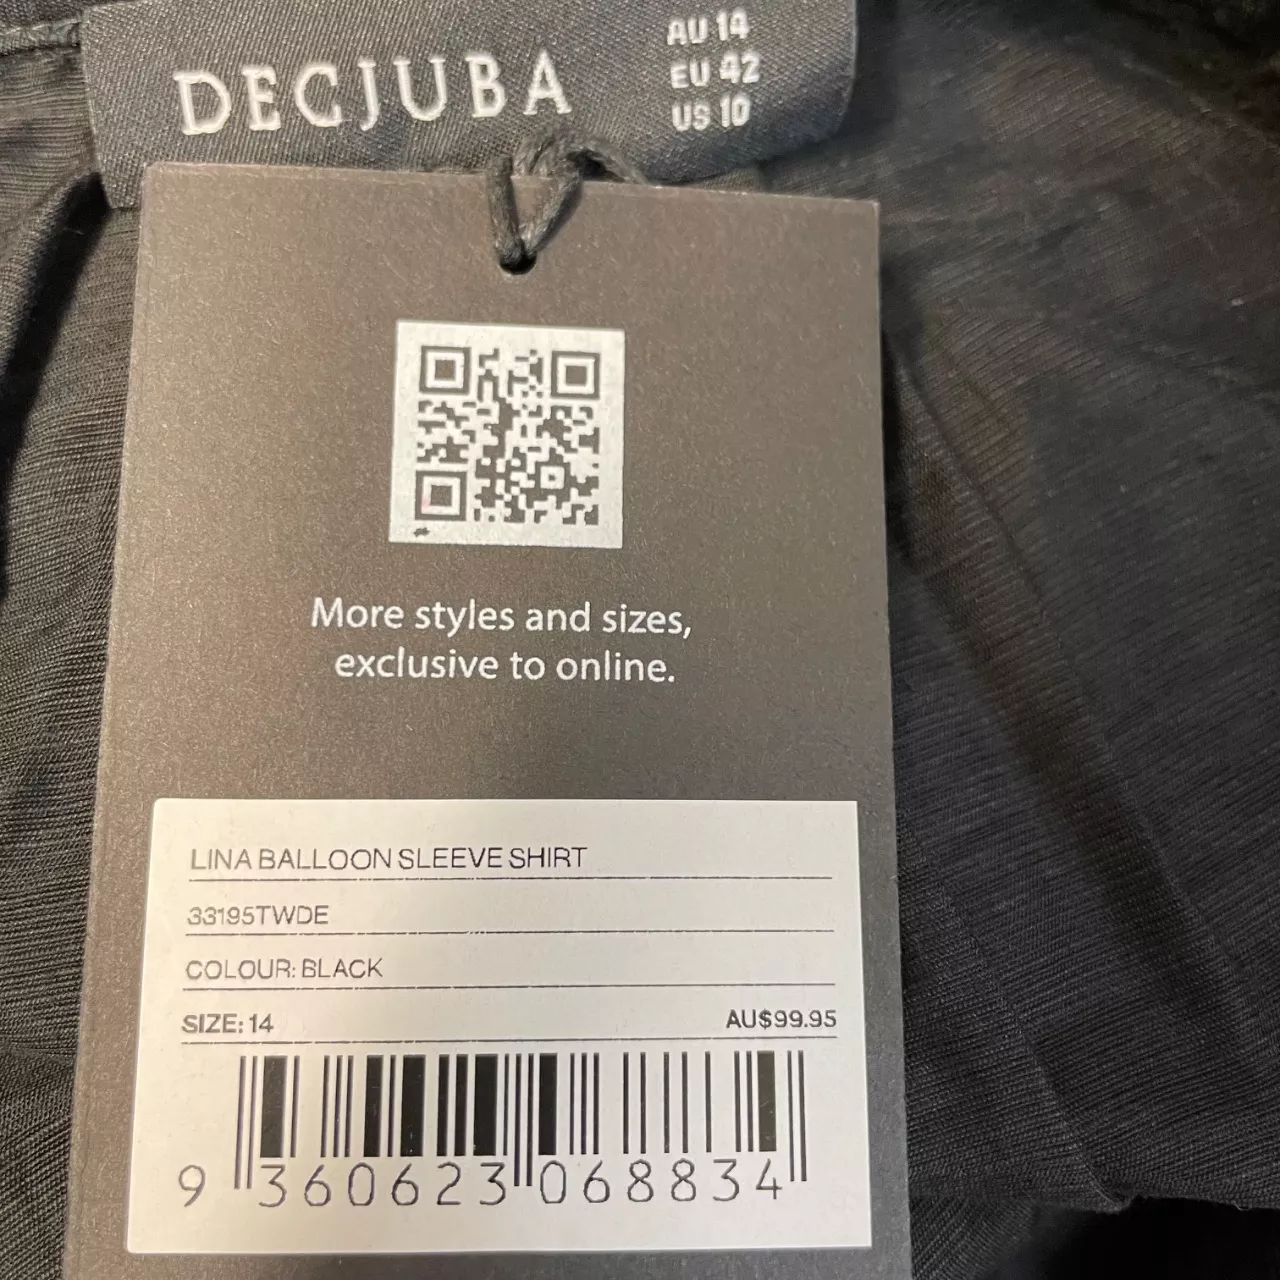 DECJUBA
AU 14
EU 42
US 10
More styles and sizes,
exclusive to online.
LINA BALLOON SLEEVE SHIRT
33195TWDE
COLOUR: BLACK
SIZE: 14 AU$99.95
9 360623 068834